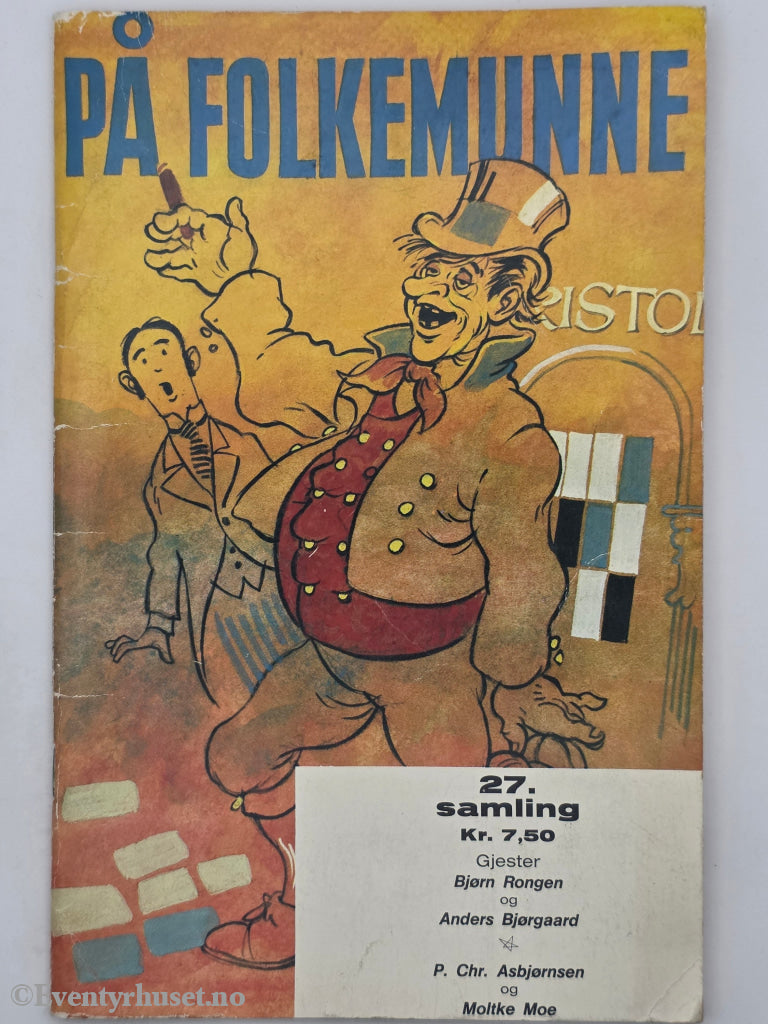 PÅ FOLKEMUNNE
RISTOL
27.
samling
Kr. 7,50
Gjester
Bjørn Rongen
og
Anders Bjørgaard
P. Chr. Asbjørnsen
og
Moltke Moe
©Eventyrhuset.no